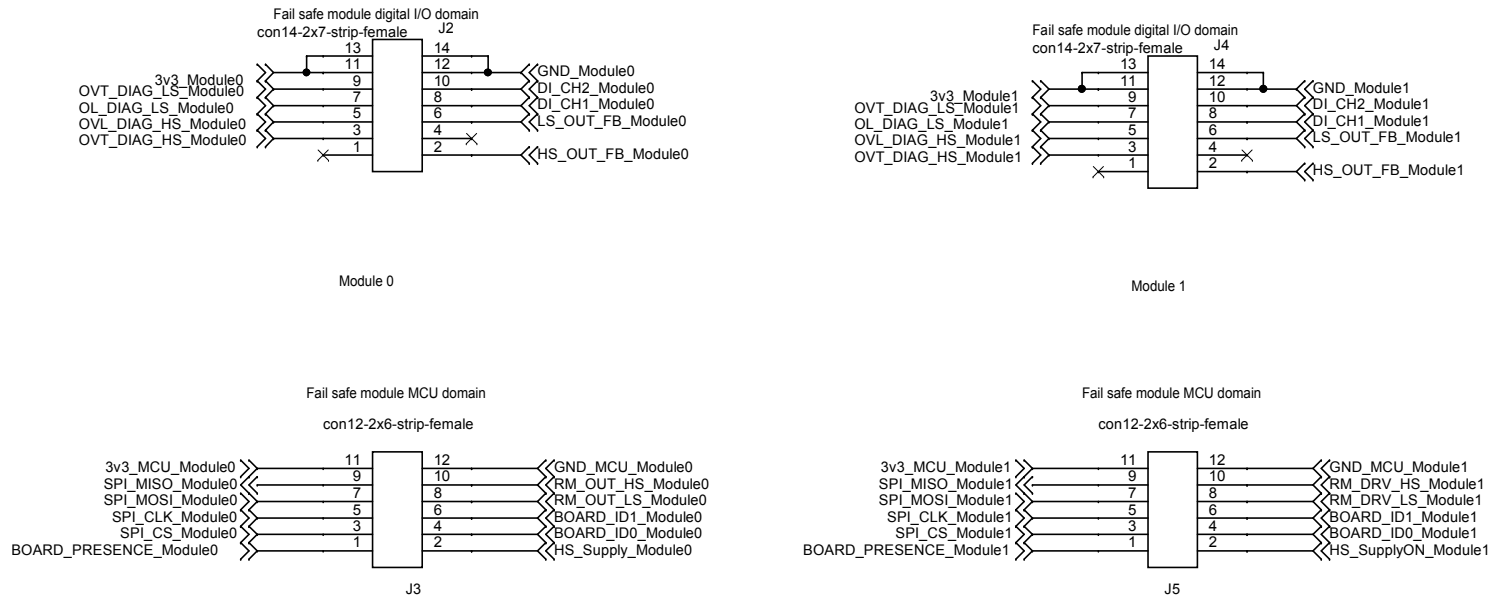 Fail safe module digital I/O domain
con14-2x7-strip-female
J2
13 14
11 12
3v3_Module0
GND_Module0
9 10
OVT_DIAG_LS_Module0
DI_CH2_Module0
7 8
OL_DIAG_LS_Module0
DI_CH1_Module0
5 6
OVL_DIAG_HS_Module0
LS_OUT_FB_Module0
3 4
OVT_DIAG_HS_Module0
1 2
HS_OUT_FB_Module0
Fail safe module digital I/O domain
con14-2x7-strip-female
J4
13 14
11 12
3v3_Module1
GND_Module1
9 10
OVT_DIAG_LS_Module1
DI_CH2_Module1
7 8
OL_DIAG_LS_Module1
DI_CH1_Module1
5 6
OVL_DIAG_HS_Module1
LS_OUT_FB_Module1
3 4
OVT_DIAG_HS_Module1
1 2
HS_OUT_FB_Module1
Module 0
Module 1
Fail safe module MCU domain
con12-2x6-strip-female
3v3_MCU_Module0 11 12 GND_MCU_Module0
SPI_MISO_Module0 9 10 RM_OUT_HS_Module0
SPI_MOSI_Module0 7 8 RM_OUT_LS_Module0
SPI_CLK_Module0 5 6 BOARD_ID1_Module0
SPI_CS_Module0 3 4 BOARD_ID0_Module0
BOARD_PRESENCE_Module0 1 2 HS_Supply_Module0
J3
Fail safe module MCU domain
con12-2x6-strip-female
3v3_MCU_Module1 11 12 GND_MCU_Module1
SPI_MISO_Module1 9 10 RM_DRV_HS_Module1
SPI_MOSI_Module1 7 8 RM_DRV_LS_Module1
SPI_CLK_Module1 5 6 BOARD_ID1_Module1
SPI_CS_Module1 3 4 BOARD_ID0_Module1
BOARD_PRESENCE_Module1 1 2 HS_SupplyON_Module1
J5